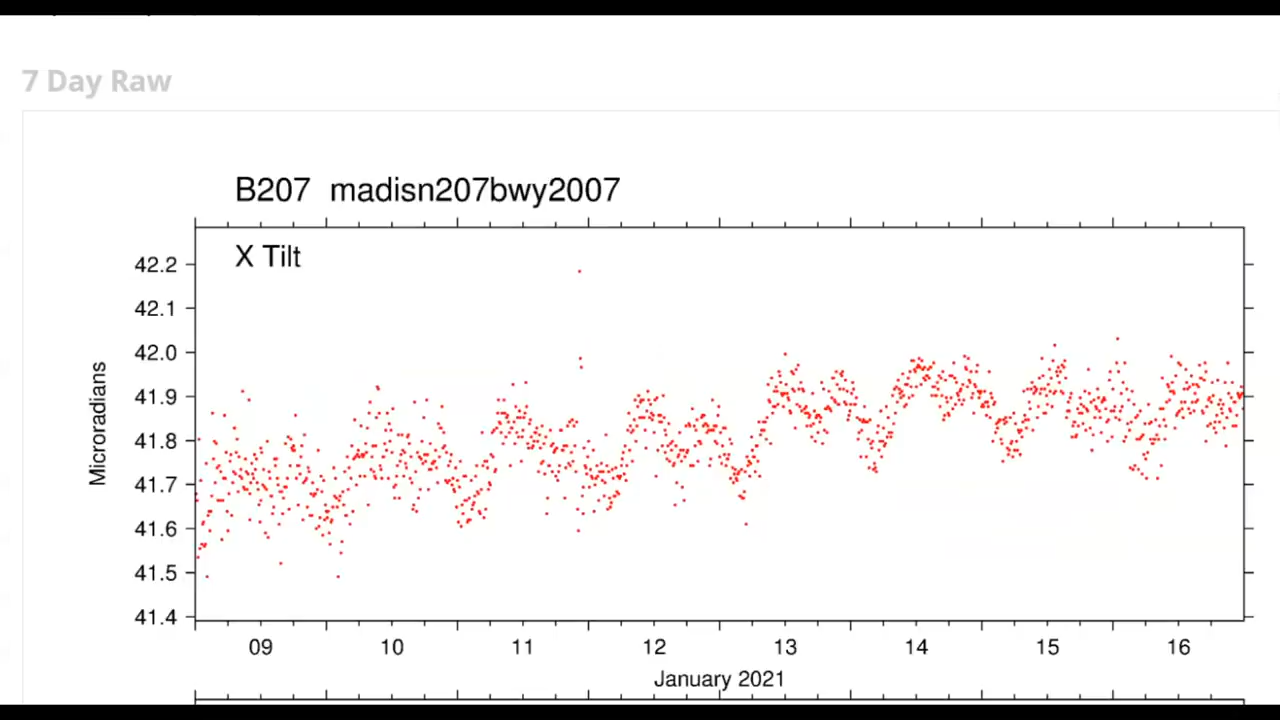 7 Day Raw
B207 madisn207bwy2007
X Tilt
42.2
42.1
42.0
41.9
41.8
41.7
41.6
41.5
41.4
Microradians
09 10 11 12 13 14 15 16
January 2021